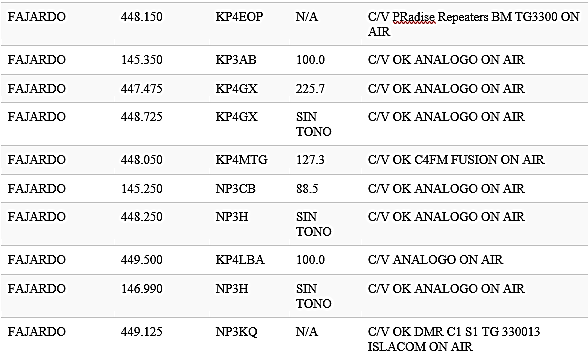 FAJARDO 448.150 KP4EOP N/A C/V PRadise Repeaters BM TG3300 ON
AIR
FAJARDO 145.350 KP3AB 100.0 C/V OK ANALOGO ON AIR
FAJARDO 447.475 KP4GX 225.7 C/V OK ANALOGO ON AIR
FAJARDO 448.725 KP4GX SIN C/V OK ANALOGO ON AIR
TONO
FAJARDO 448.050 KP4MTG 127.3 C/V OK C4FM FUSION ON AIR
FAJARDO 145.250 NP3CB 88.5 C/V OK ANALOGO ON AIR
FAJARDO 448.250 NP3H SIN C/V OK ANALOGO ON AIR
TONO
FAJARDO 449.500 KP4LBA 100.0 C/V ANALOGO ON AIR
FAJARDO 146.990 NP3H SIN C/V OK ANALOGO ON AIR
TONO
FAJARDO 449.125 NP3KQ N/A C/V OK DMR C1 S1 TG 330013
ISLACOM ON AIR